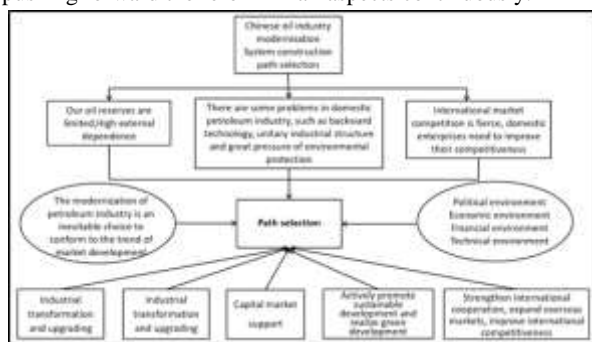 Chinese oil industry
modernisation
System construction
path selection
Our oil reserves are
limited,High external
dependence
There are some problems in domestic
petroleum industry, such as backward
technology, unitary industrial structure
and great pressure of environmental
protection
International market
competition is fierce, domestic
enterprises need to improve
their competitiveness
The modernization of
petroleum industry is an
inevitable choice to
conform to the trend of
market development
Path selection
Political environment
Economic environment
Financial environment
Technical environment
Industrial
transformation
and upgrading
Industrial
transformation
and upgrading
Capital market
support
Actively promote
sustainable
development and
realize green
development
Strengthen international
cooperation, expand overseas
markets, improve international
competitiveness